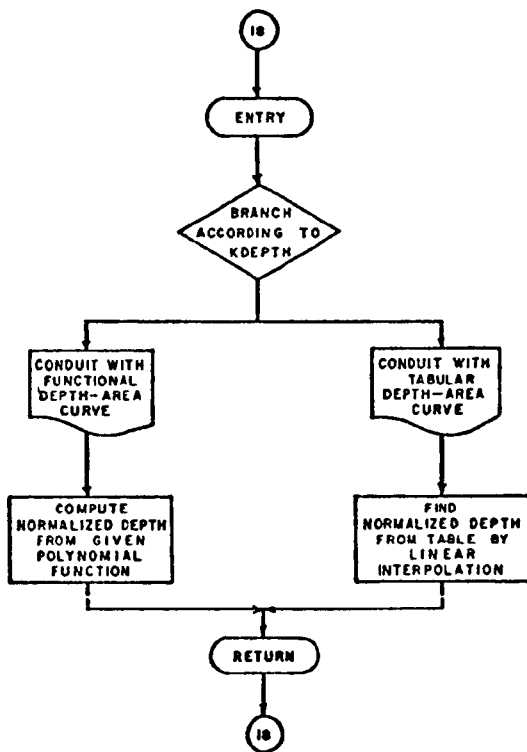 18
ENTRY
BRANCH
ACCORDING TO
KDEPTH
CONDUIT WITH
FUNCTIONAL
DEPTH-AREA
CURVE
CONDUIT WITH
TABULAR
DEPTH-AREA
CURVE
COMPUTE
NORMALIZED DEPTH
FROM GIVEN
POLYNOMIAL
FUNCTION
FIND
NORMALIZED DEPTH
FROM TABLE BY
LINEAR
INTERPOLATION
RETURN
18